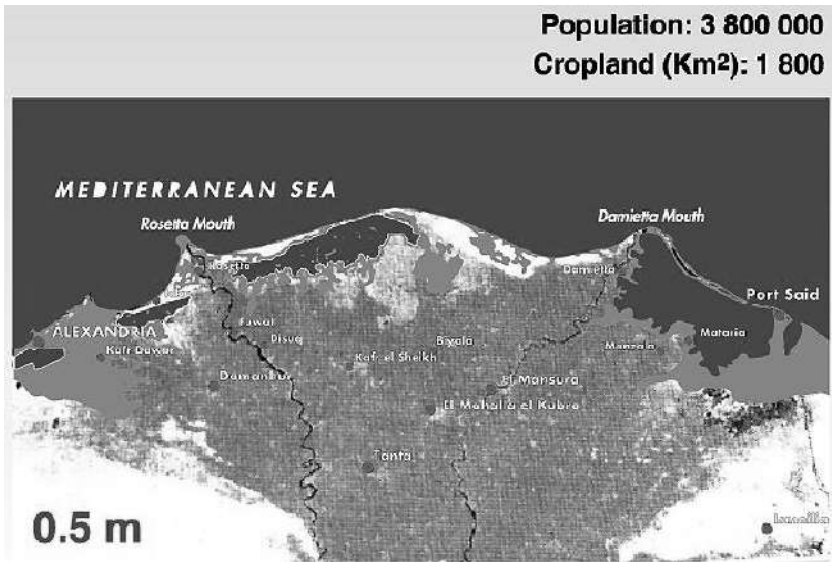 Population: 3 800 000
Cropland (Km²): 1 800
MEDITERRANEAN SEA
Rosetta Mouth
Damietta Mouth
Rosetta
Damietta
Port Said
ALEXANDRIA
Fuwa
Disuq
Biyala
Manzala
Mataria
Kafr Dawar
Kafr el Sheikh
Damanhur
El Mansura
El Mahalla el Kubra
Tanta
0.5 m
Ismailia